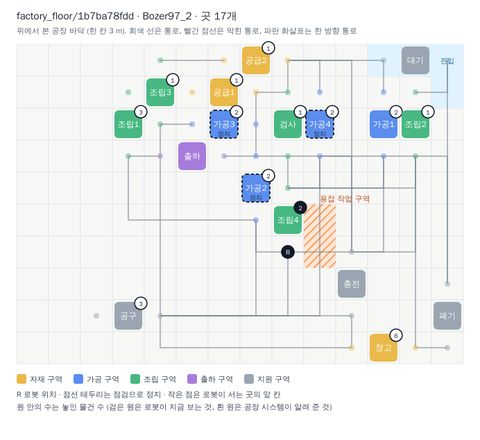 factory_floor/1b7ba78fdd · Bozer97_2 · 곳 17개
위에서 본 공장 바닥 (한 칸 3 m). 회색 선은 통로, 빨간 점선은 막힌 통로, 파란 화살표는 한 방향 통로
공급2 1
대기
진입
조립3 1
공급1 1
조립1 3
가공3 2
정지
검사 1
가공4 2
정지
가공1 2
조립2 1
출하
가공2 2
정지
용접 작업 구역
조립4 2
R
충전
공구 3
폐기
창고 6
자재 구역 가공 구역 조립 구역 출하 구역 지원 구역
R 로봇 위치 · 점선 테두리는 점검으로 정지 · 작은 점은 로봇이 서는 곳의 앞 칸
원 안의 수는 놓인 물건 수 (검은 원은 로봇이 지금 보는 것, 흰 원은 공장 시스템이 알려 준 것)